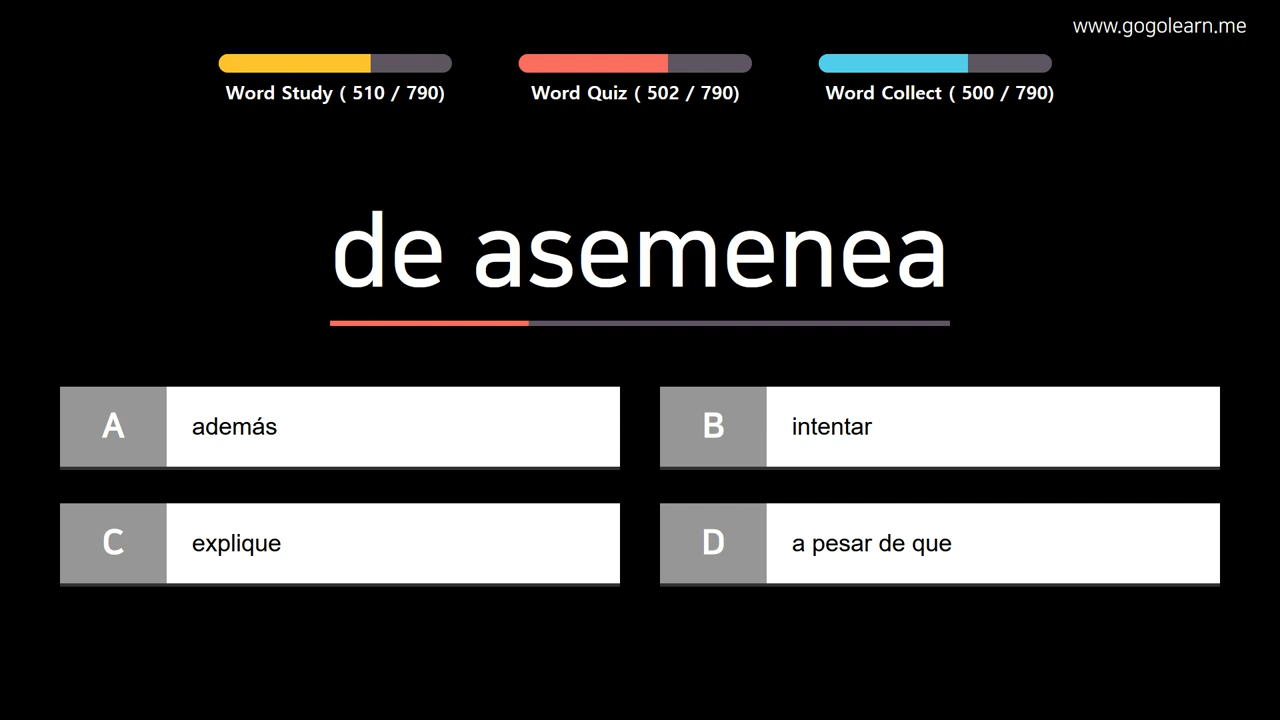 www.gogolearn.me
Word Study ( 510 / 790)
Word Quiz ( 502 / 790)
Word Collect ( 500 / 790)
de asemenea
A
además
B
intentar
C
explique
D
a pesar de que